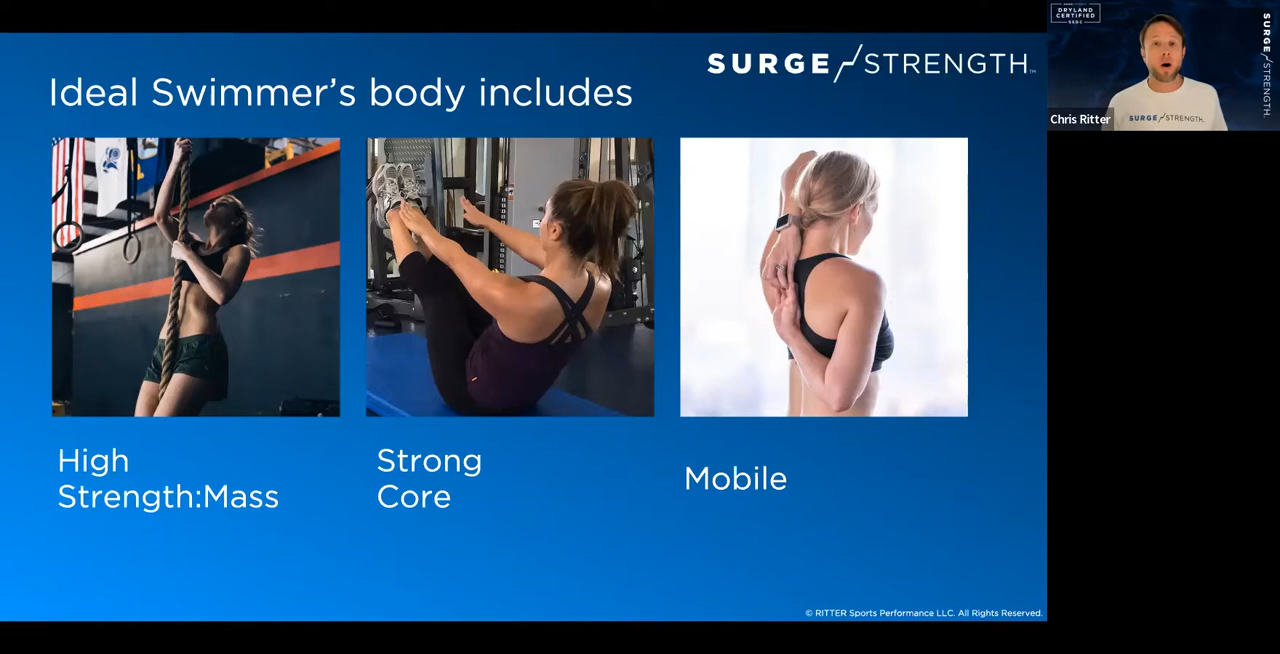 Ideal Swimmer's body includes
SURGE STRENGTH™
High
Strength:Mass
Strong
Core
Mobile
© RITTER Sports Performance LLC. All Rights Reserved.
DRYLAND
CERTIFIED
SURGE STRENGTH.
SURGE STRENGTH.
Chris Ritter